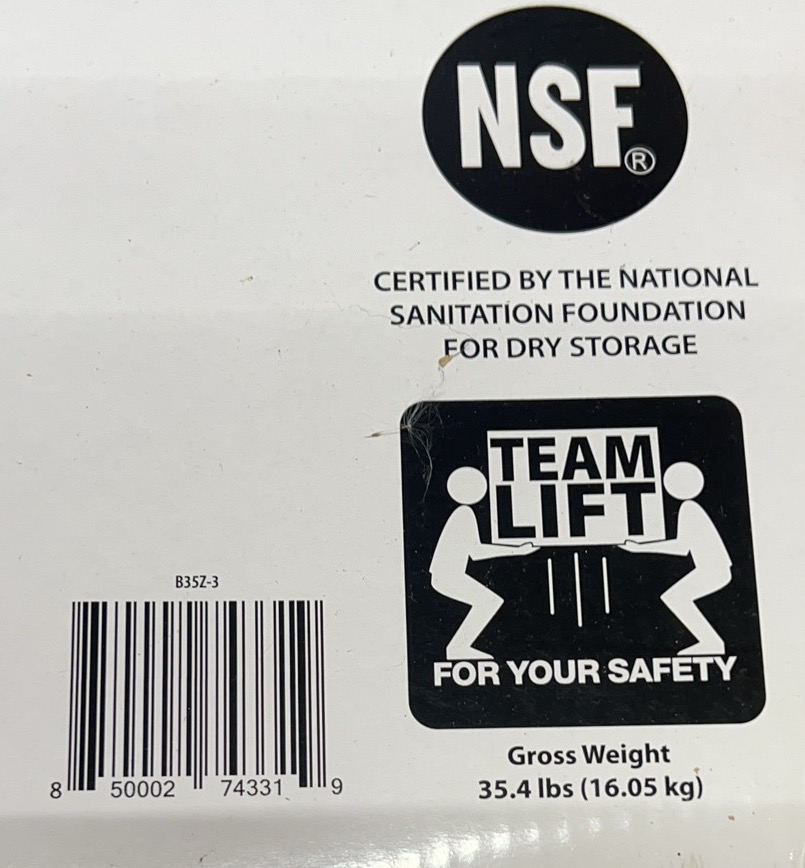 NSF®
CERTIFIED BY THE NATIONAL
SANITATION FOUNDATION
FOR DRY STORAGE
TEAM
LIFT
FOR YOUR SAFETY
Gross Weight
35.4 lbs (16.05 kg)
B35Z-3
8 50002 74331 9